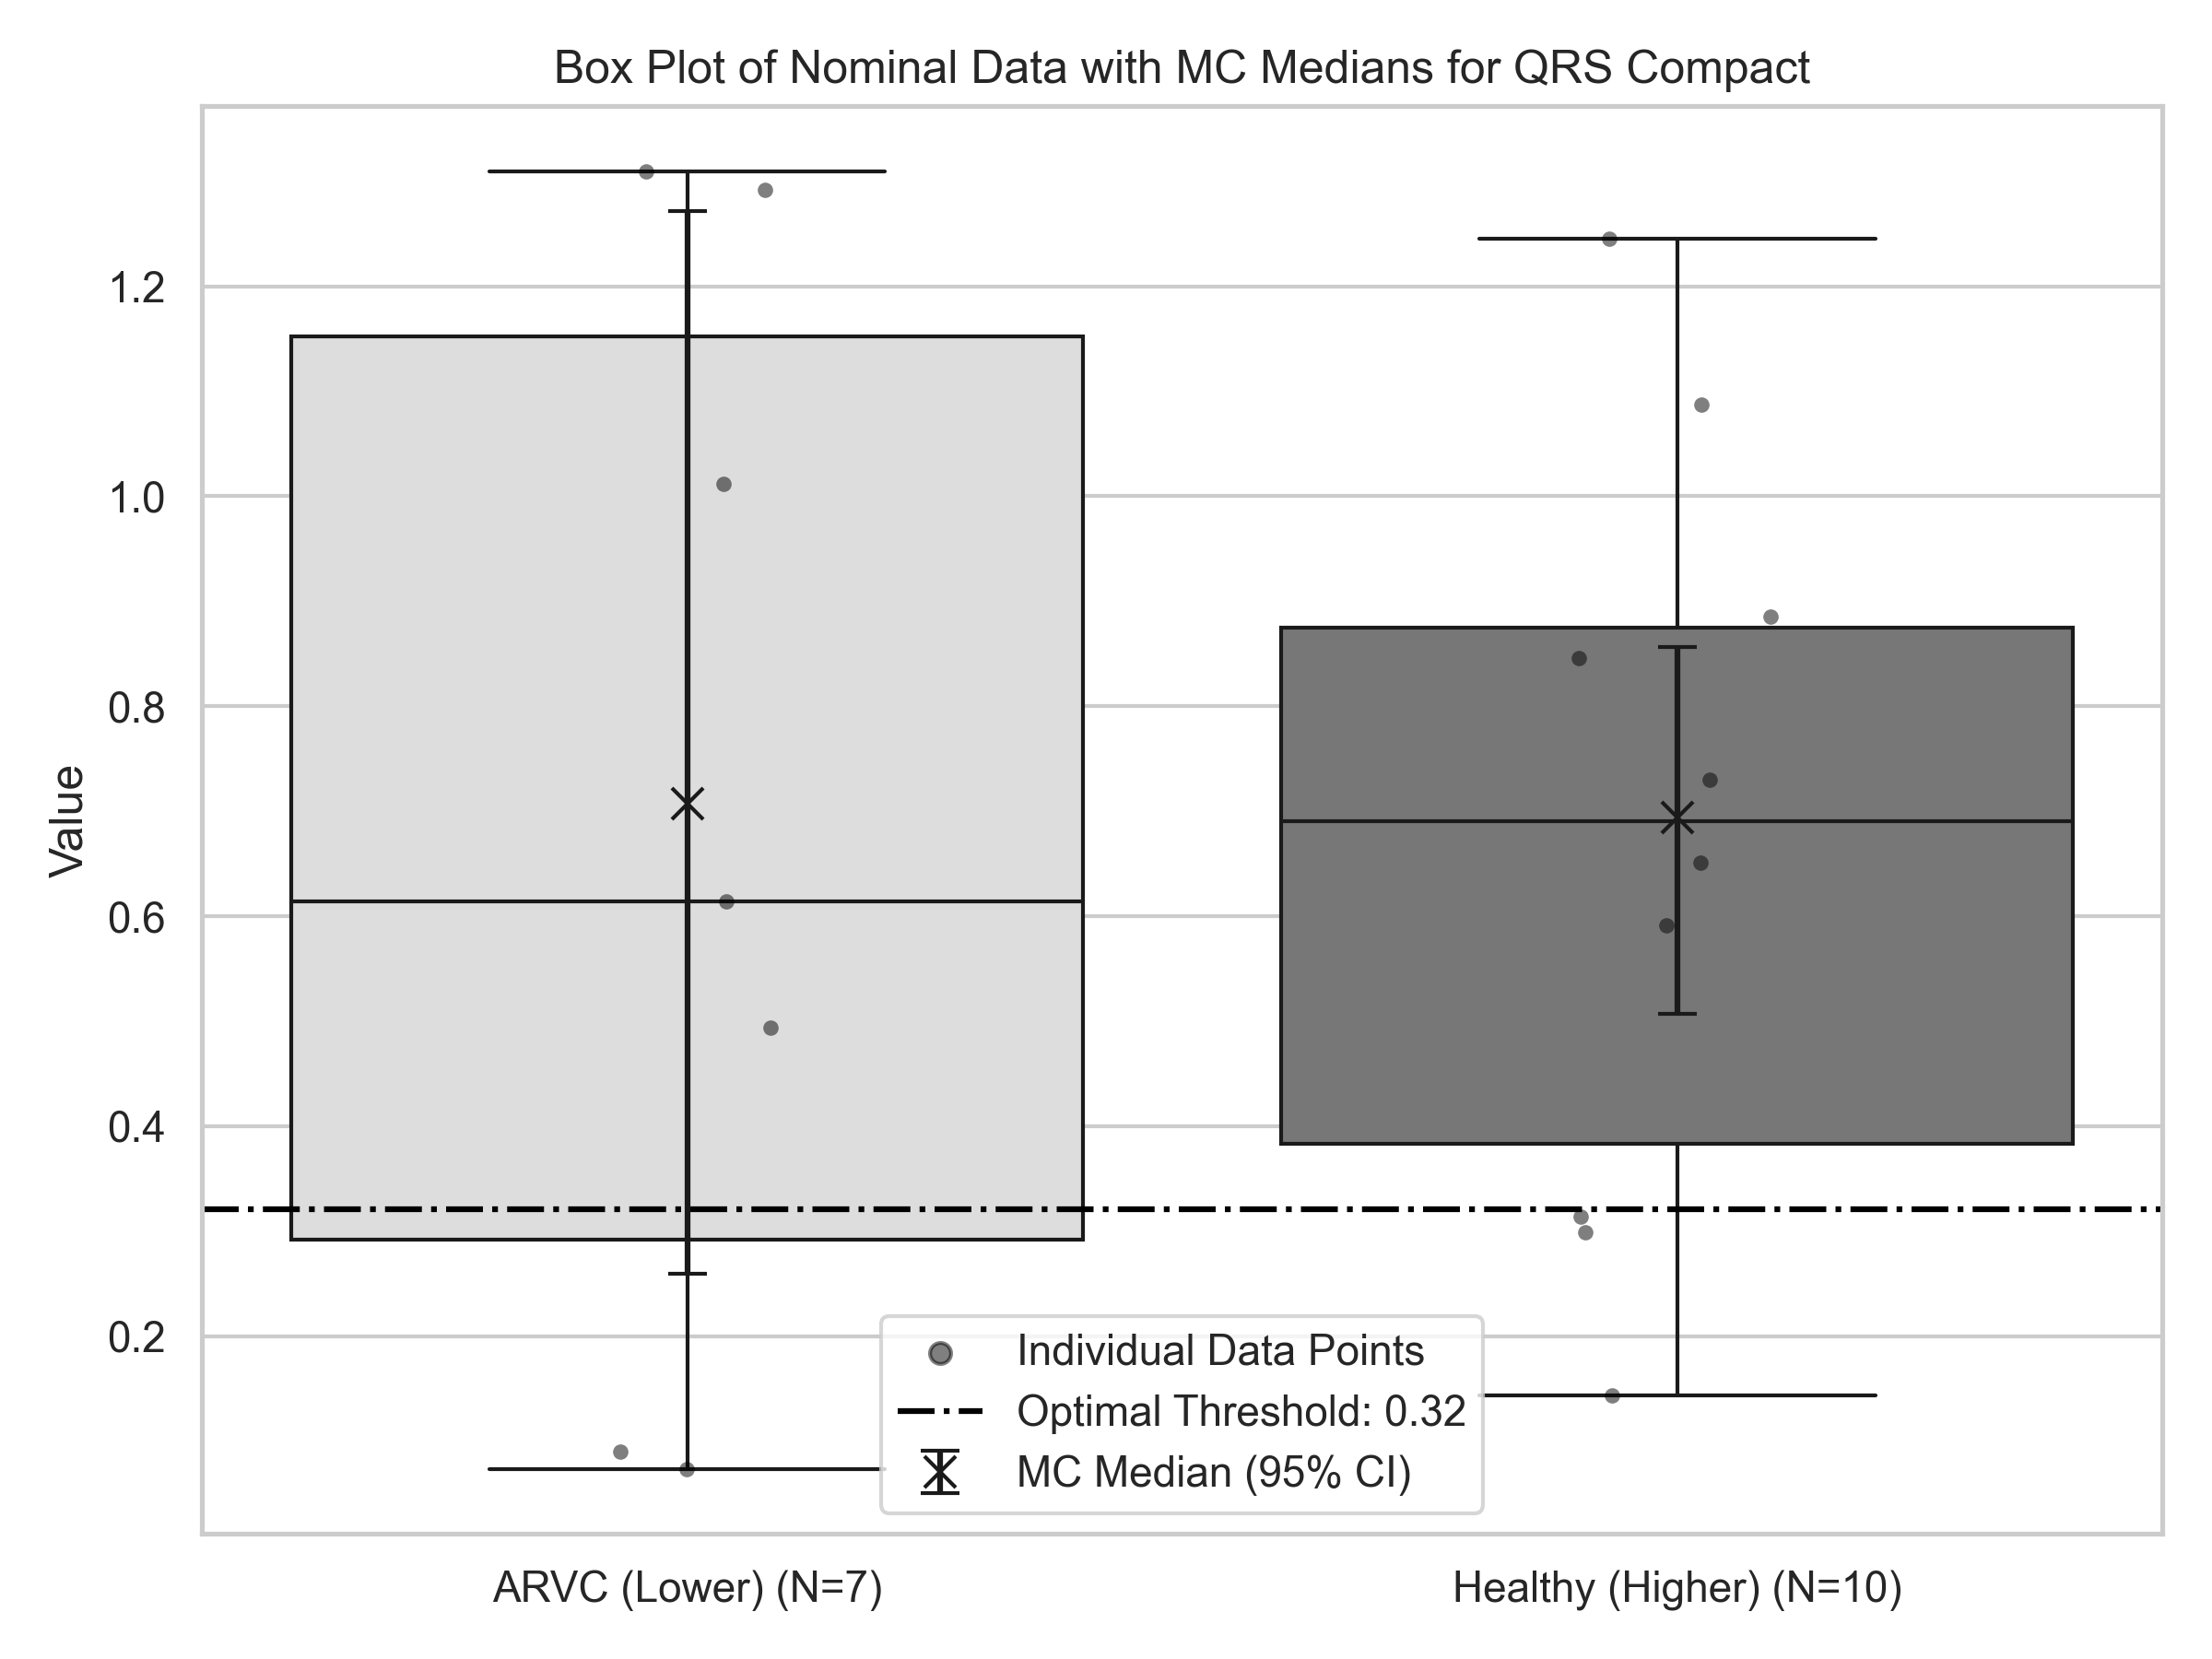 Box Plot of Nominal Data with MC Medians for QRS Compact
Value
1.2
1.0
0.8
0.6
0.4
0.2
Individual Data Points
Optimal Threshold: 0.32
MC Median (95% CI)
ARVC (Lower) (N=7)
Healthy (Higher) (N=10)